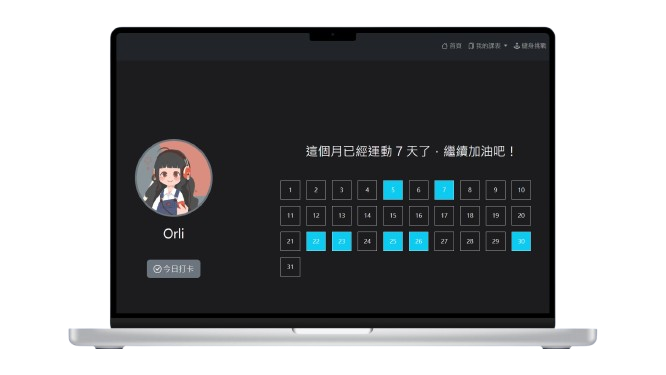 首頁 我的課表 健身挑戰
這個月已經運動 7 天了，繼續加油吧！
1 2 3 4 5 6 7 8 9 10
11 12 13 14 15 16 17 18 19 20
21 22 23 24 25 26 27 28 29 30
31
Orli
今日打卡